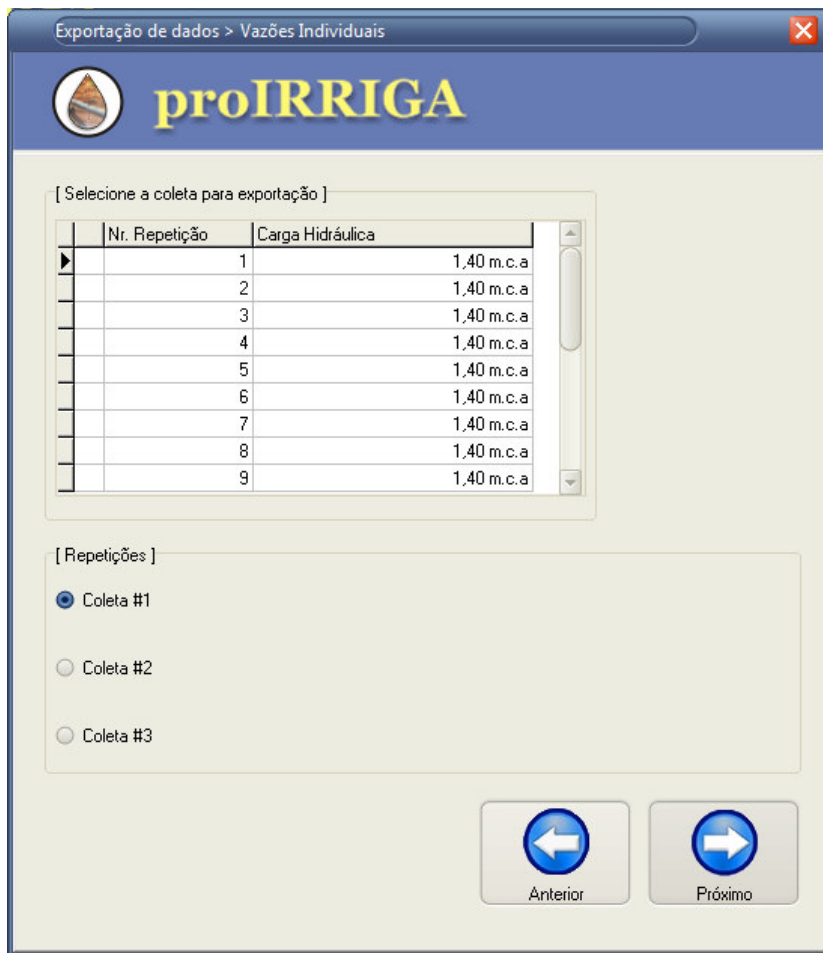 Exportação de dados > Vazões Individuais
proIRRIGA
[ Selecione a coleta para exportação ]
Nr. Repetição Carga Hidráulica
1 1,40 m.c.a
2 1,40 m.c.a
3 1,40 m.c.a
4 1,40 m.c.a
5 1,40 m.c.a
6 1,40 m.c.a
7 1,40 m.c.a
8 1,40 m.c.a
9 1,40 m.c.a
[ Repetições ]
Coleta #1
Coleta #2
Coleta #3
Anterior Próximo